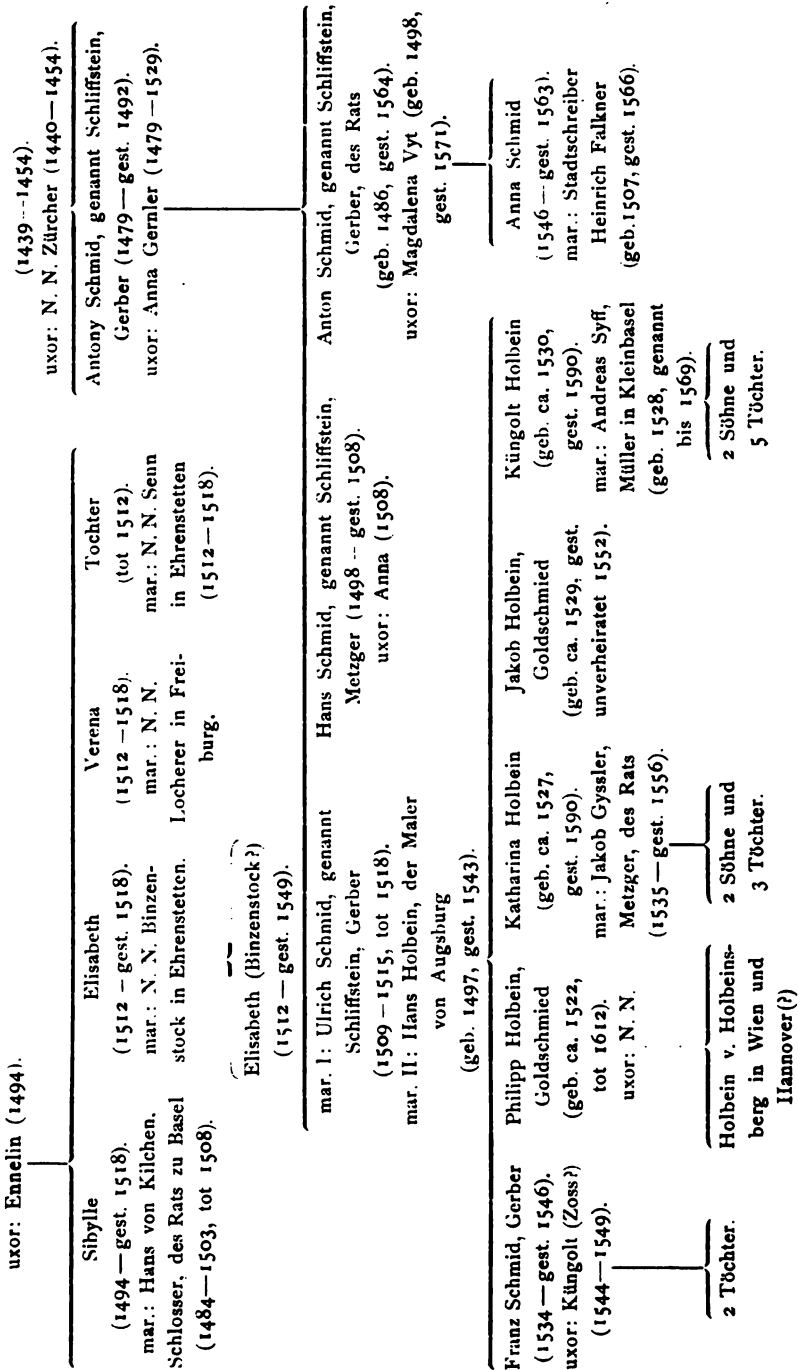 uxor: Ennelin (1494).
Sibylle
(1494—gest. 1518).
mar.: Hans von Kilchen.
Schlosser, des Rats zu Basel
(1484—1503, tot 1508).
Elisabeth
(1512 – gest. 1518).
mar.: N. N. Binzen-
stock in Ehrenstetten.
Verena
(1512—1518).
mar.: N. N.
Locherer in Frei-
burg.
Tochter
(tot 1512).
mar.: N. N. Senn
in Ehrenstetten
(1512—1518).
(1439--1454).
uxor: N. N. Zürcher (1440—1454).
Antony Schmid, genannt Schliffstein,
Gerber (1479—gest. 1492).
uxor: Anna Gernler (1479—1529).
Elisabeth (Binzenstock?)
(1512—gest. 1549).
mar. I: Ulrich Schmid, genannt
Schliffstein, Gerber
(1509–1515, tot 1518).
mar. II: Hans Holbein, der Maler
von Augsburg
(geb. 1497, gest. 1543).
Hans Schmid, genannt Schliffstein,
Metzger (1498 -- gest. 1508).
uxor: Anna (1508).
Anton Schmid, genannt Schliffstein,
Gerber, des Rats
(geb. 1486, gest. 1564).
uxor: Magdalena Vyt (geb. 1498,
gest. 1571).
Franz Schmid, Gerber
(1534—gest. 1546).
uxor: Küngolt (Zoss?)
(1544—1549).
2 Töchter.
Philipp Holbein,
Goldschmied
(geb. ca. 1522,
tot 1612).
uxor: N. N.
Holbein v. Holbeins-
berg in Wien und
Hannover(?)
Katharina Holbein
(geb. ca. 1527,
gest. 1590).
mar.: Jakob Gyssler,
Metzger, des Rats
(1535—gest. 1556).
2 Söhne und
3 Töchter.
Jakob Holbein,
Goldschmied
(geb. ca. 1529, gest.
unverheiratet 1552).
Küngolt Holbein
(geb. ca. 1530,
gest. 1590).
mar.: Andreas Syff,
Müller in Kleinbasel
(geb. 1528, genannt
bis 1569).
2 Söhne und
5 Töchter.
Anna Schmid
(1546—gest. 1563).
mar.: Stadtschreiber
Heinrich Falkner
(geb. 1507, gest. 1566).